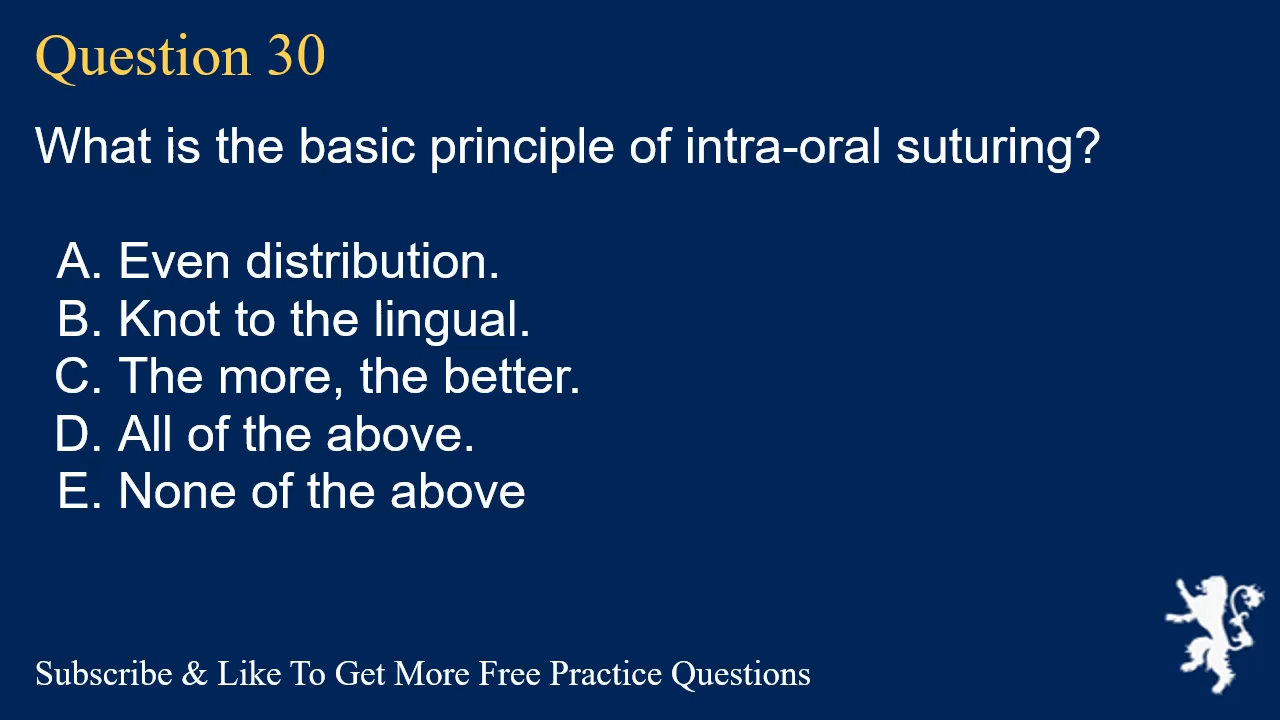 Question 30
What is the basic principle of intra-oral suturing?
A. Even distribution.
B. Knot to the lingual.
C. The more, the better.
D. All of the above.
E. None of the above
Subscribe & Like To Get More Free Practice Questions